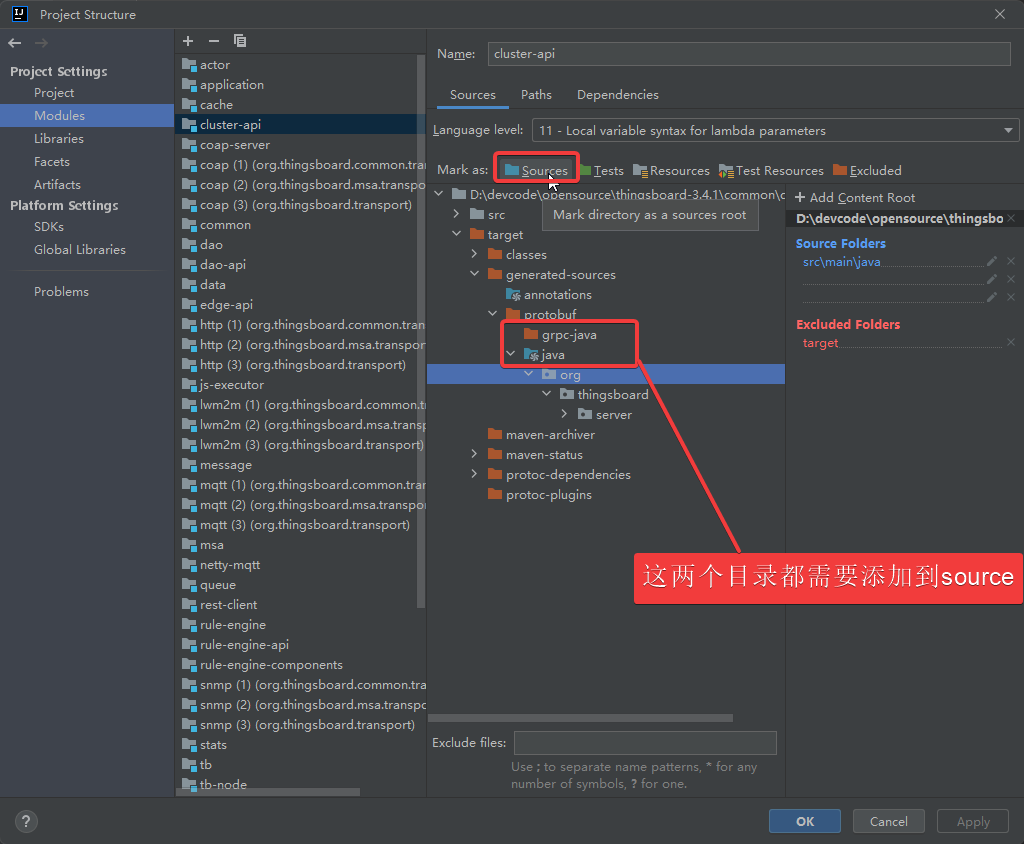 Project Structure
Project Settings
Project
Modules
Libraries
Facets
Artifacts
Platform Settings
SDKs
Global Libraries
Problems
actor
application
cache
cluster-api
coap-server
coap (1) (org.thingsboard.common.tran
coap (2) (org.thingsboard.msa.transpo
coap (3) (org.thingsboard.transport)
common
dao
dao-api
data
edge-api
http (1) (org.thingsboard.common.tran
http (2) (org.thingsboard.msa.transpo
http (3) (org.thingsboard.transport)
js-executor
lwm2m (1) (org.thingsboard.common.t
lwm2m (2) (org.thingsboard.msa.transp
lwm2m (3) (org.thingsboard.transport)
message
mqtt (1) (org.thingsboard.common.tra
mqtt (2) (org.thingsboard.msa.transpo
mqtt (3) (org.thingsboard.transport)
msa
netty-mqtt
queue
rest-client
rule-engine
rule-engine-api
rule-engine-components
snmp (1) (org.thingsboard.common.tra
snmp (2) (org.thingsboard.msa.transpo
snmp (3) (org.thingsboard.transport)
stats
tb
tb-node
Name: cluster-api
Sources Paths Dependencies
Language level: 11 - Local variable syntax for lambda parameters
Mark as: Sources Tests Resources Test Resources Excluded
D:\devcode\opensource\thingsboard-3.4.1\common\c
Mark directory as a sources root
src
target
classes
generated-sources
annotations
protobuf
grpc-java
java
org
thingsboard
server
maven-archiver
maven-status
protoc-dependencies
protoc-plugins
+ Add Content Root
D:\devcode\opensource\thingsbo
Source Folders
src\main\java
Excluded Folders
target
这两个目录都需要添加到source
Exclude files:
Use ; to separate name patterns, * for any
number of symbols, ? for one.
?
OK Cancel Apply